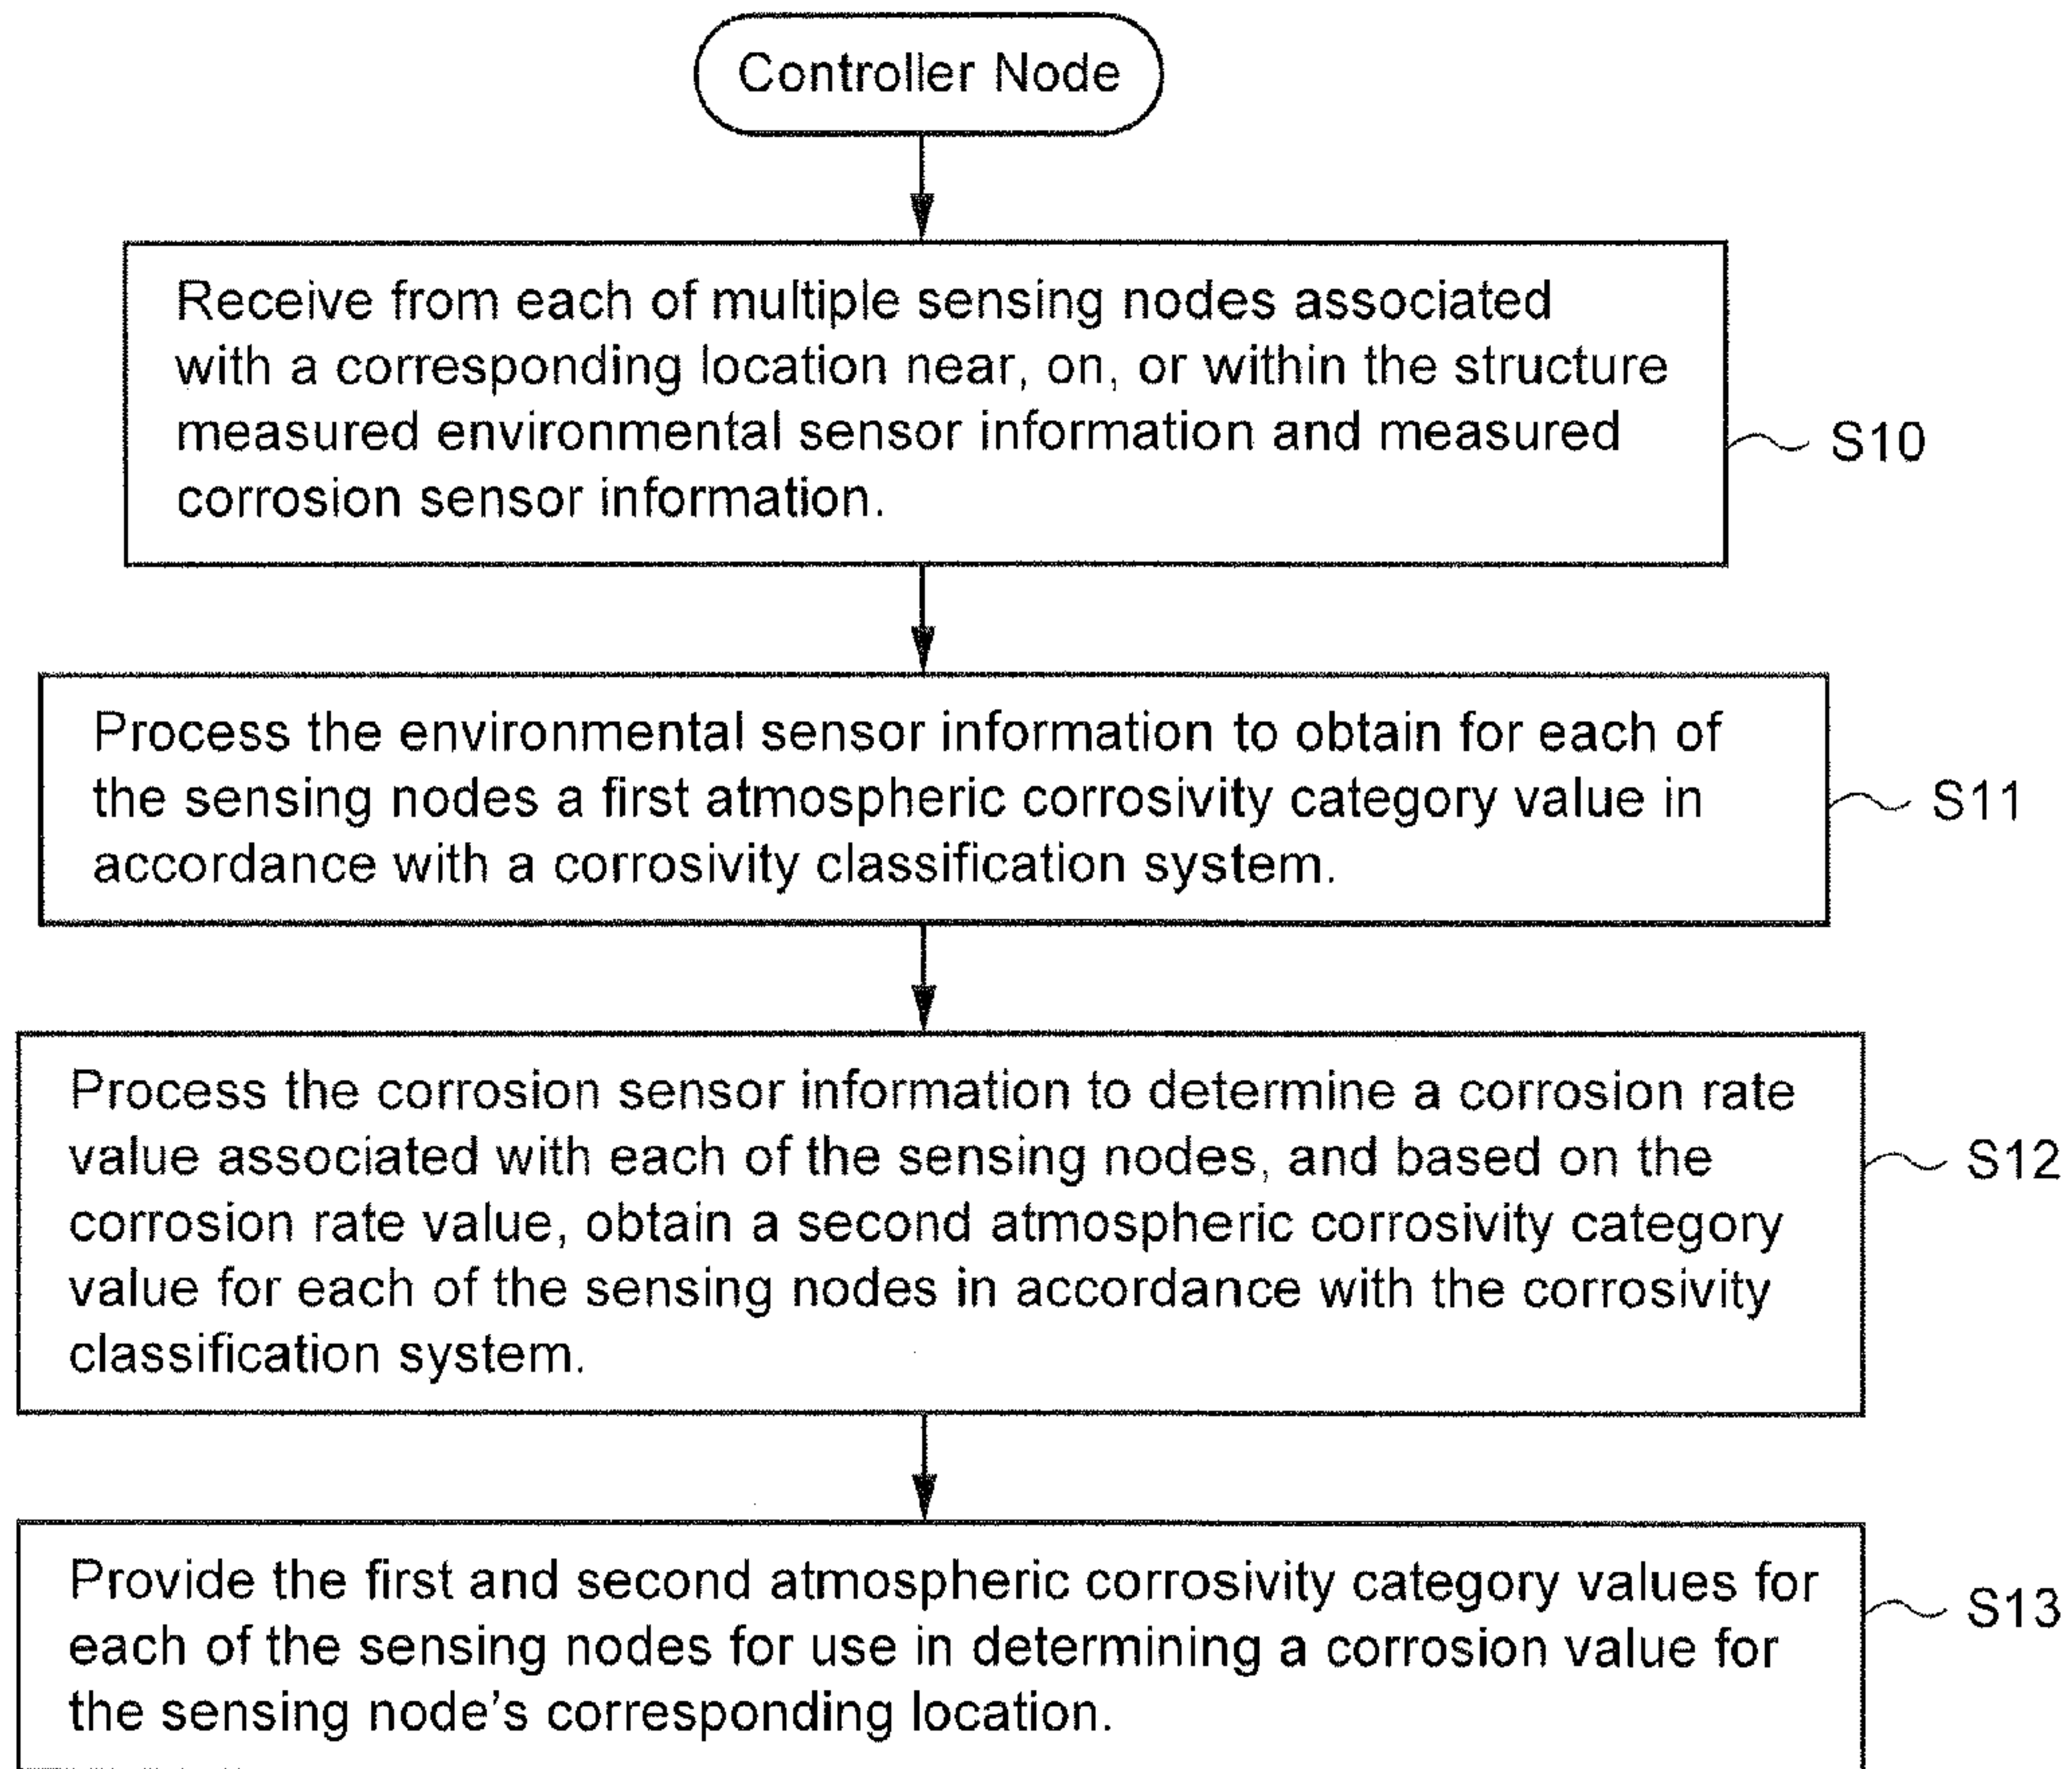 Controller Node
Receive from each of multiple sensing nodes associated
with a corresponding location near, on, or within the structure
measured environmental sensor information and measured
corrosion sensor information.
S10
Process the environmental sensor information to obtain for each of
the sensing nodes a first atmospheric corrosivity category value in
accordance with a corrosivity classification system.
S11
Process the corrosion sensor information to determine a corrosion rate
value associated with each of the sensing nodes, and based on the
corrosion rate value, obtain a second atmospheric corrosivity category
value for each of the sensing nodes in accordance with the corrosivity
classification system.
S12
Provide the first and second atmospheric corrosivity category values for
each of the sensing nodes for use in determining a corrosion value for
the sensing node's corresponding location.
S13